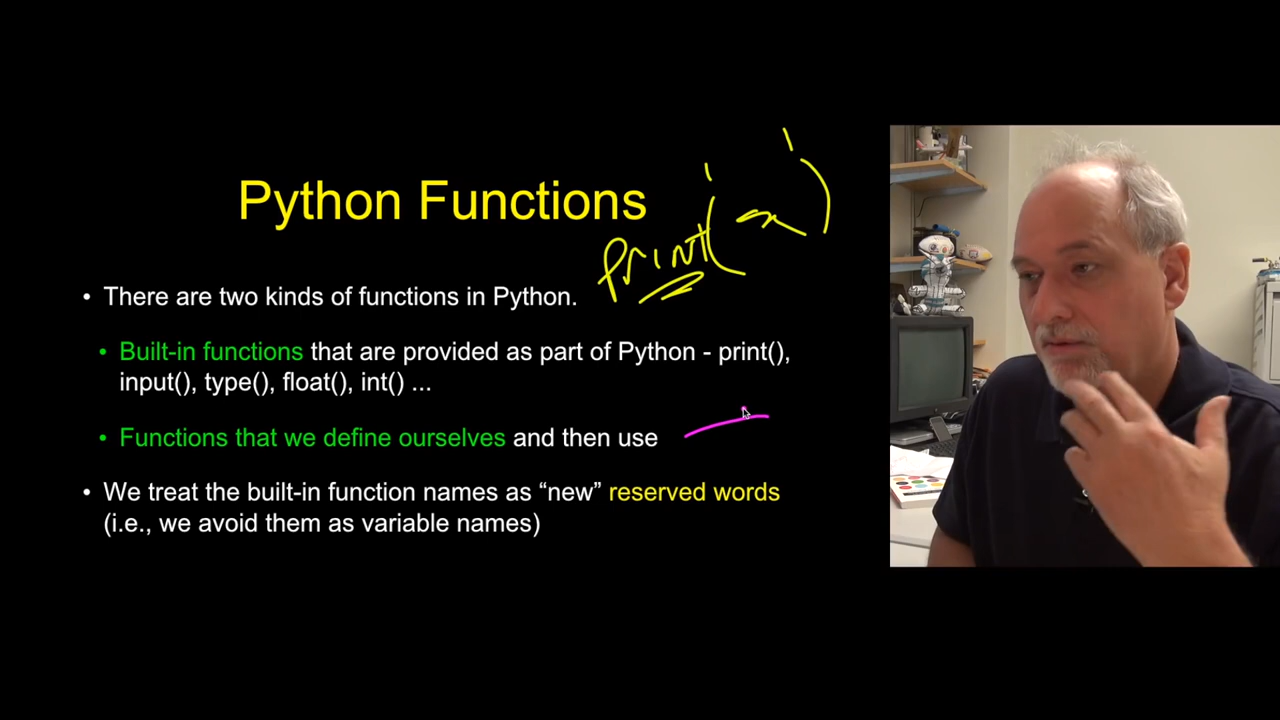 Python Functions
print(x)
• There are two kinds of functions in Python.
• Built-in functions that are provided as part of Python - print(),
input(), type(), float(), int() ...
• Functions that we define ourselves and then use
• We treat the built-in function names as “new” reserved words
(i.e., we avoid them as variable names)